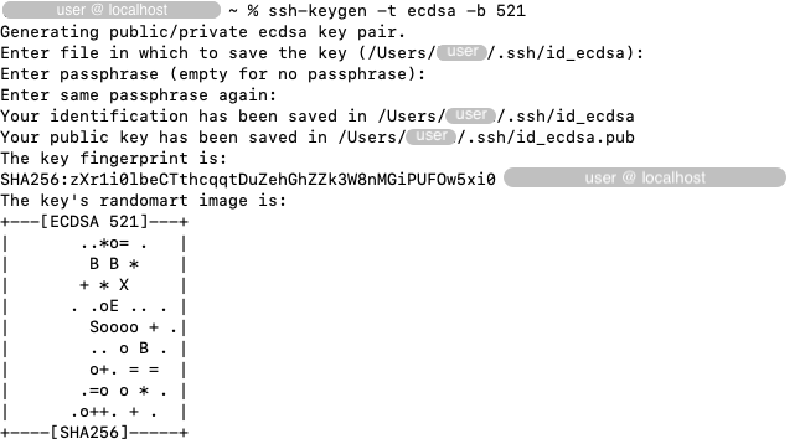 user @ localhost ~ % ssh-keygen -t ecdsa -b 521
Generating public/private ecdsa key pair.
Enter file in which to save the key (/Users/user/.ssh/id_ecdsa):
Enter passphrase (empty for no passphrase):
Enter same passphrase again:
Your identification has been saved in /Users/user/.ssh/id_ecdsa
Your public key has been saved in /Users/user/.ssh/id_ecdsa.pub
The key fingerprint is:
SHA256:zXr1i0lbeCTthcqqtDuZehGhZZk3W8nMGiPUFOw5xi0 user @ localhost
The key's randomart image is:
+---[ECDSA 521]---+
|       ..*o= .   |
|        B B *    |
|       + * X     |
|      . .oE .. . |
|        Soooo + .|
|        .. o B . |
|        o+. = =  |
|       .=o o * . |
|      .o++. + .  |
+----[SHA256]-----+